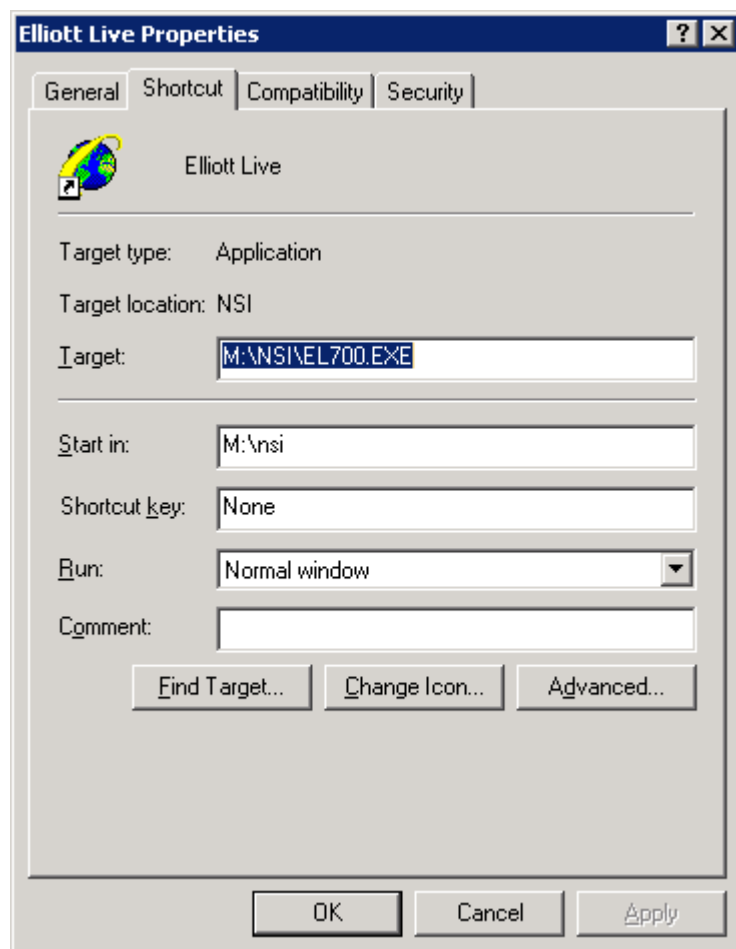 Elliott Live Properties
General Shortcut Compatibility Security
Elliott Live
Target type: Application
Target location: NSI
Target: M:\NSI\EL700.EXE
Start in: M:\nsi
Shortcut key: None
Run: Normal window
Comment:
Find Target... Change Icon... Advanced...
OK Cancel Apply